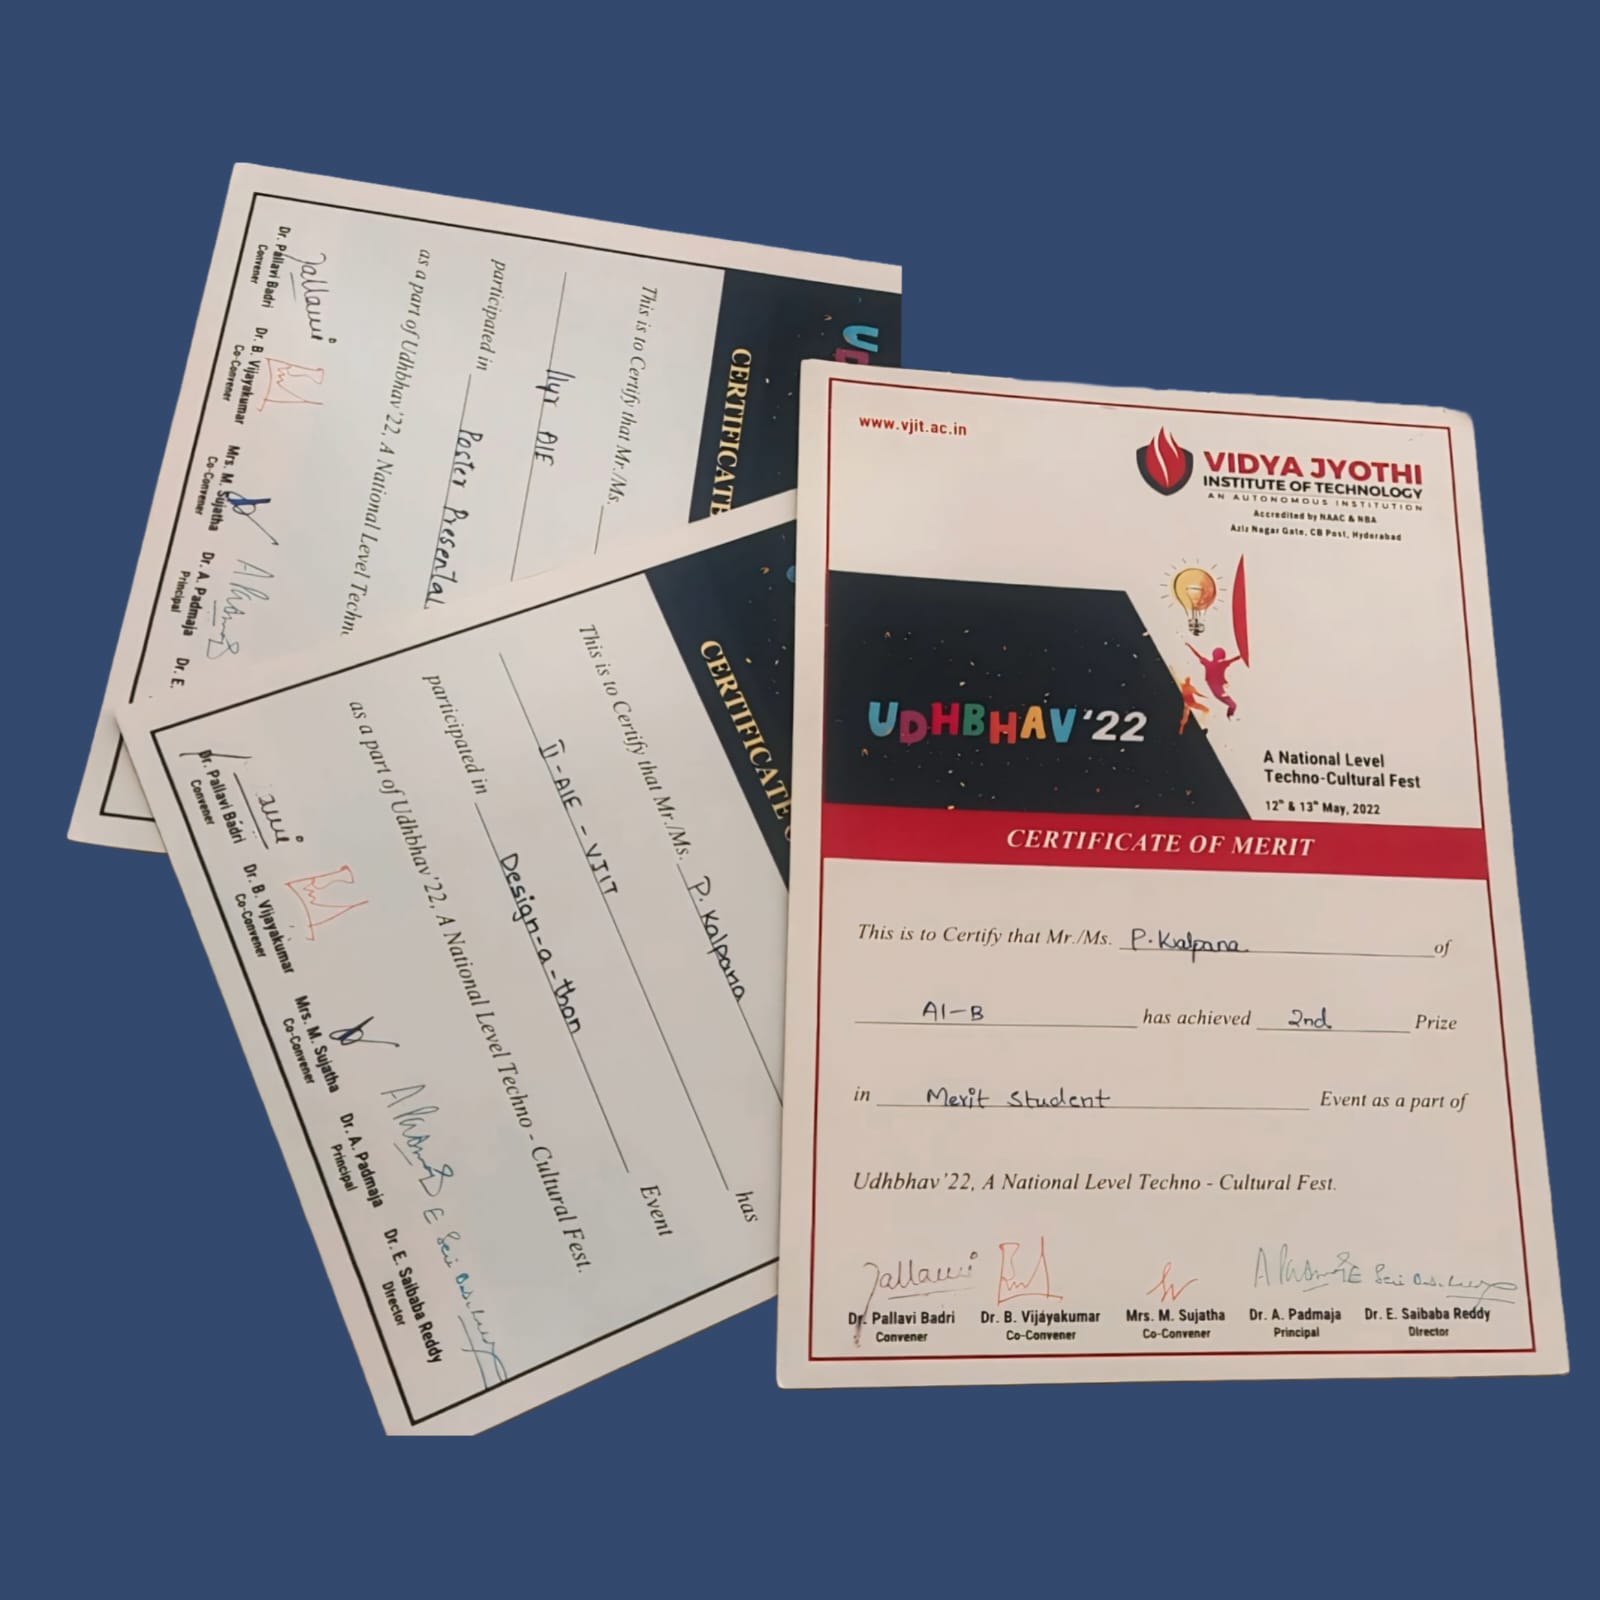 www.vjit.ac.in
VIDYA JYOTHI
INSTITUTE OF TECHNOLOGY
AN AUTONOMOUS INSTITUTION
Accredited by NAAC & NBA
Aziz Nagar Gate, CB Post, Hyderabad
UDHBHAV'22
A National Level
Techno-Cultural Fest
12th & 13th May, 2022
CERTIFICATE OF MERIT
This is to Certify that Mr./Ms. P. Kalpana of
AI-B has achieved 2nd Prize
in Merit Student Event as a part of
Udhbhav'22, A National Level Techno - Cultural Fest.
Dr. Pallavi Badri Dr. B. Vijayakumar Mrs. M. Sujatha Dr. A. Padmaja Dr. E. Saibaba Reddy
Convener Co-Convener Co-Convener Principal Director
CERTIFICATE
This is to Certify that Mr./Ms. P. Kalpana
II-AIE-VJIT has
participated in Design-a-thon Event
as a part of Udhbhav'22, A National Level Techno - Cultural Fest.
Dr. Pallavi Badri Dr. B. Vijayakumar Mrs. M. Sujatha Dr. A. Padmaja Dr. E. Saibaba Reddy
Convener Co-Convener Co-Convener Principal Director
CERTIFICATE
This is to Certify that Mr./Ms.
AIE
participated in Poster Presentat
as a part of Udhbhav'22, A National Level Techn
Dr. Pallavi Badri Dr. B. Vijayakumar Mrs. M. Sujatha Dr. A. Padmaja Dr. E.
Convener Co-Convener Co-Convener Principal